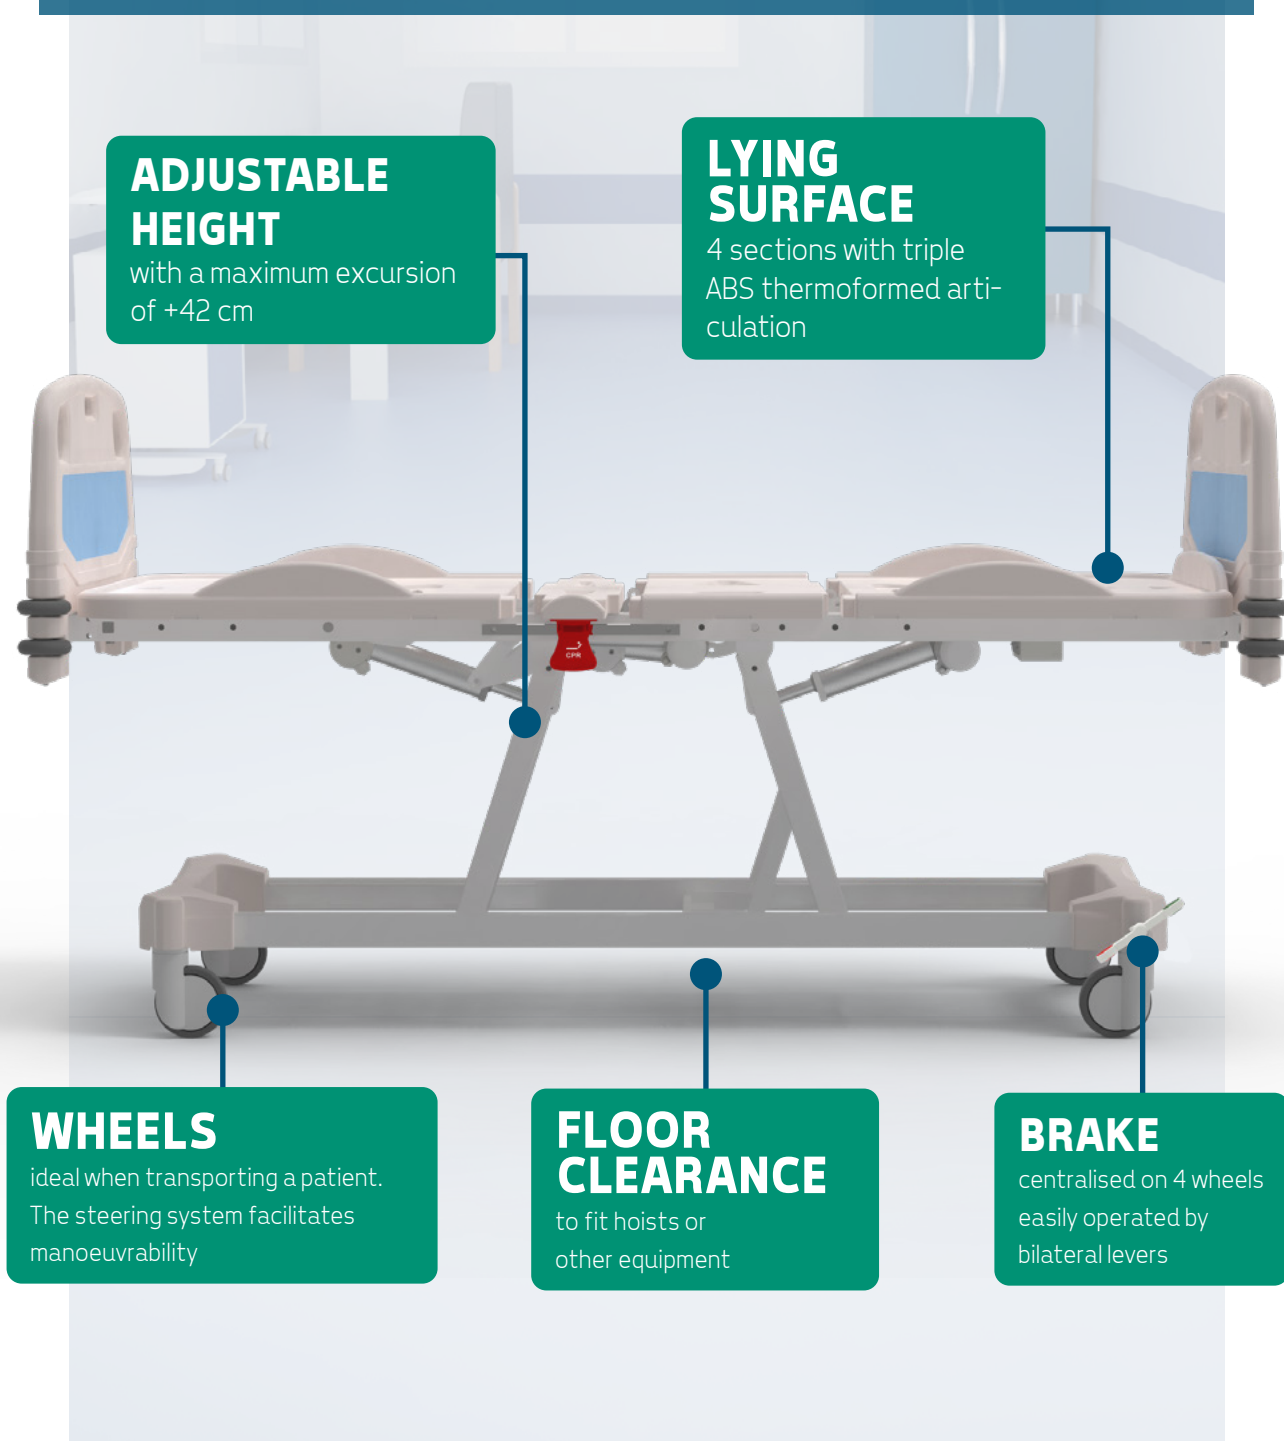 ADJUSTABLE
HEIGHT
with a maximum excursion
of +42 cm
LYING
SURFACE
4 sections with triple
ABS thermoformed arti-
culation
CPR
WHEELS
ideal when transporting a patient.
The steering system facilitates
manoeuvrability
FLOOR
CLEARANCE
to fit hoists or
other equipment
BRAKE
centralised on 4 wheels
easily operated by
bilateral levers